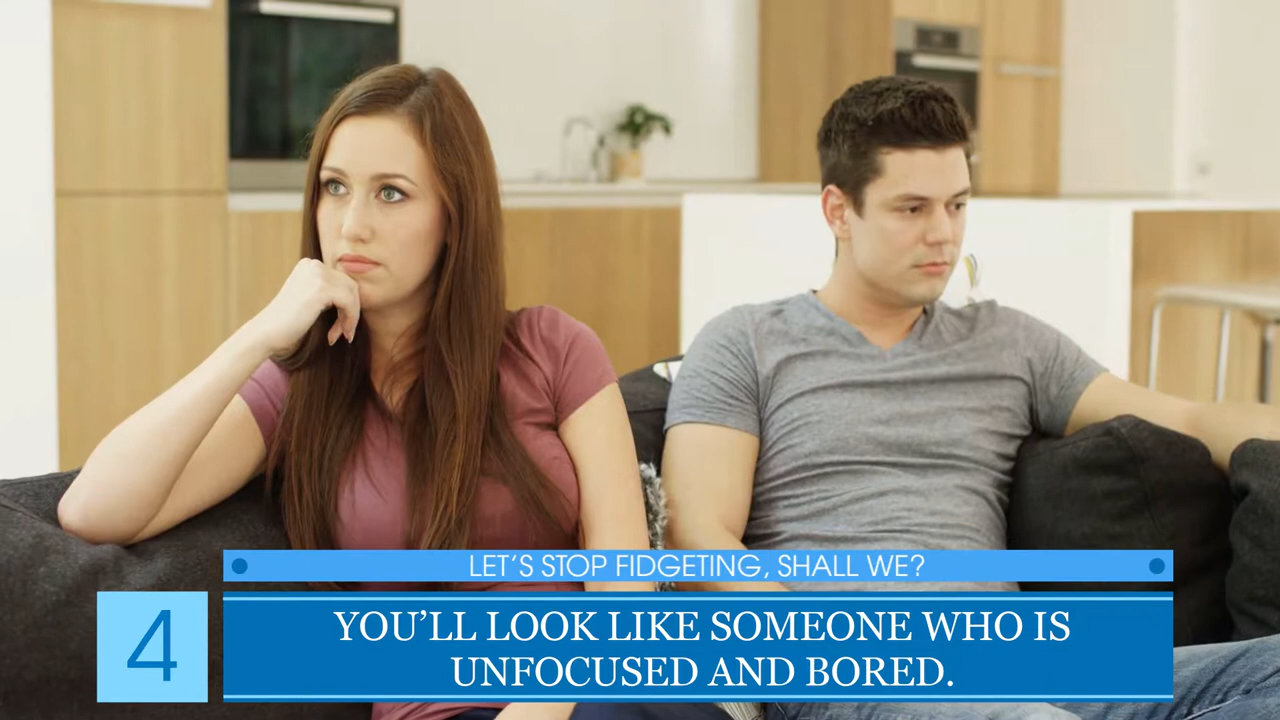 LET'S STOP FIDGETING, SHALL WE?
4
YOU'LL LOOK LIKE SOMEONE WHO IS
UNFOCUSED AND BORED.